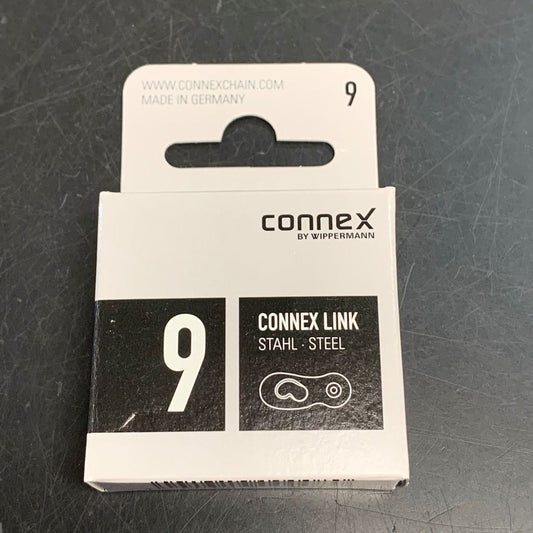 WWW.CONNEXCHAIN.COM
MADE IN GERMANY
9
connex
BY WIPPERMANN
9
CONNEX LINK
STAHL · STEEL